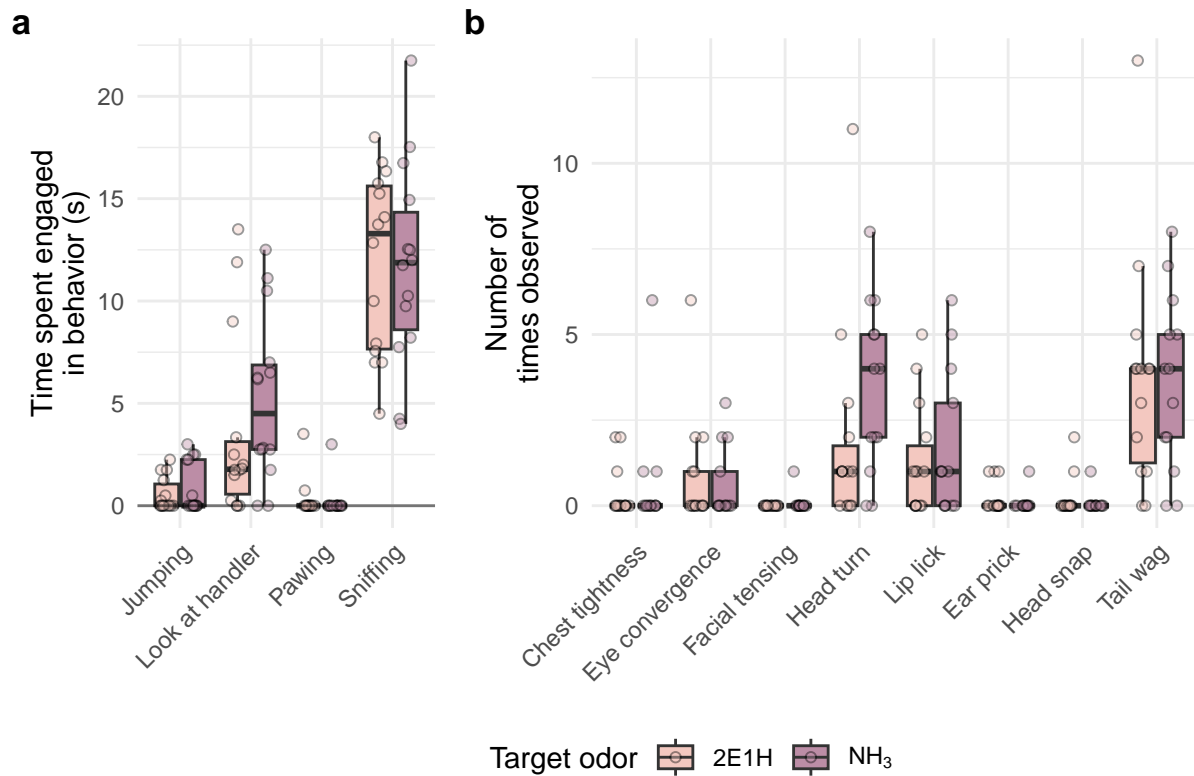 a
Time spent engaged
in behavior (s)
20
15
10
5
0
Jumping
Look at handler
Pawing
Sniffing
b
Number of
times observed
10
5
0
Chest tightness
Eye convergence
Facial tensing
Head turn
Lip lick
Ear prick
Head snap
Tail wag
Target odor 2E1H NH₃